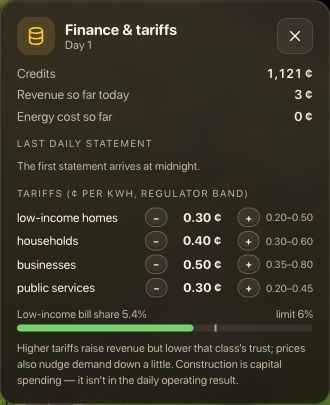 Finance & tariffs
Day 1
Credits 1,121 ¢
Revenue so far today 3 ¢
Energy cost so far 0 ¢
LAST DAILY STATEMENT
The first statement arrives at midnight.
TARIFFS (¢ PER KWH, REGULATOR BAND)
low-income homes − 0.30 ¢ + 0.20–0.50
households − 0.40 ¢ + 0.30–0.60
businesses − 0.50 ¢ + 0.35–0.80
public services − 0.30 ¢ + 0.20–0.45
Low-income bill share 5.4% limit 6%
Higher tariffs raise revenue but lower that class's trust; prices
also nudge demand down a little. Construction is capital
spending — it isn't in the daily operating result.